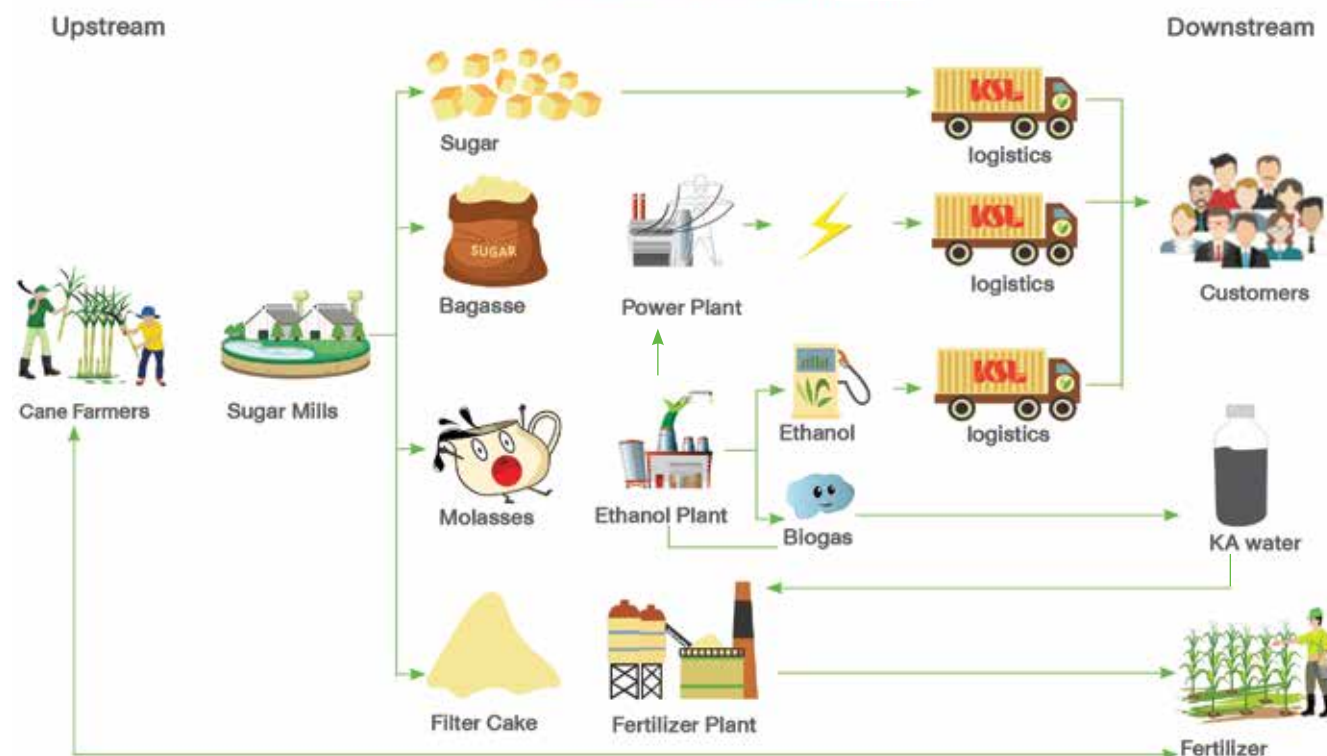 Upstream
Downstream
KSL
Sugar
logistics
SUGAR
KSL
Bagasse
Power Plant
logistics
Customers
KSL
Cane Farmers
Sugar Mills
Ethanol
logistics
Molasses
Ethanol Plant
Biogas
KA water
Filter Cake
Fertilizer Plant
Fertilizer